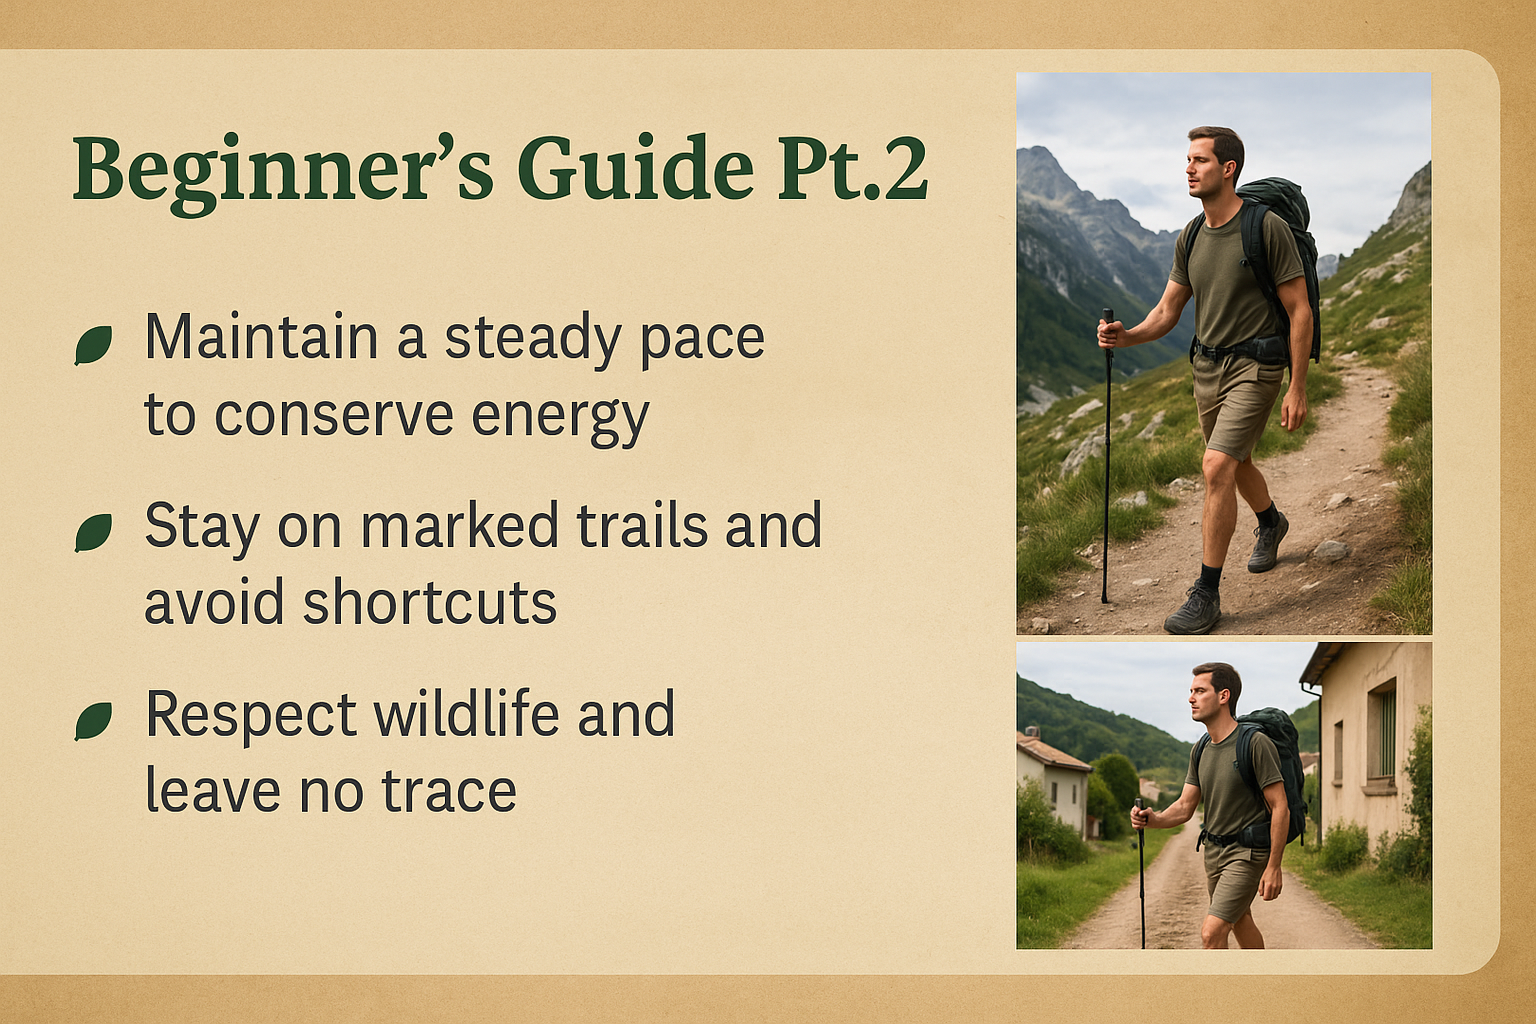 Beginner’s Guide Pt.2
Maintain a steady pace
to conserve energy
Stay on marked trails and
avoid shortcuts
Respect wildlife and
leave no trace